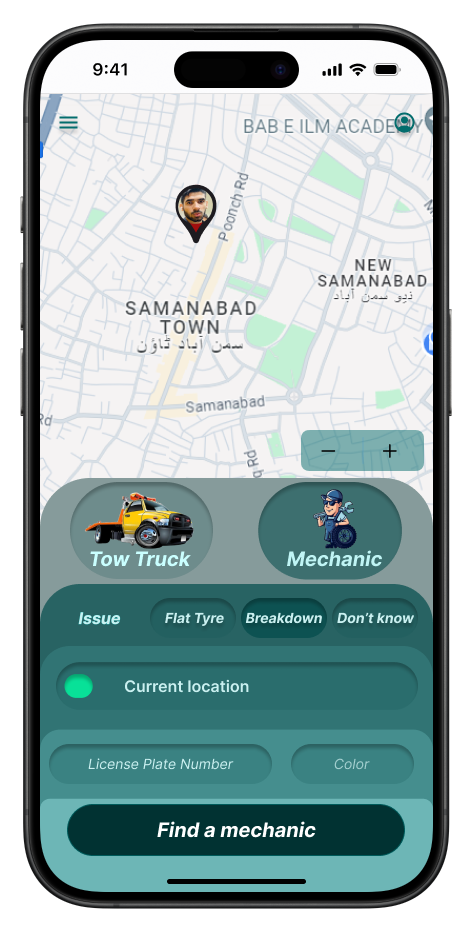 9:41
BAB E ILM ACADEMY
Poonch Rd
NEW
SAMANABAD
نیو سمن آباد
SAMANABAD
TOWN
سمن آباد ٹاؤن
Samanabad
Rd
Rd
− +
Tow Truck Mechanic
Issue Flat Tyre Breakdown Don't know
Current location
License Plate Number Color
Find a mechanic